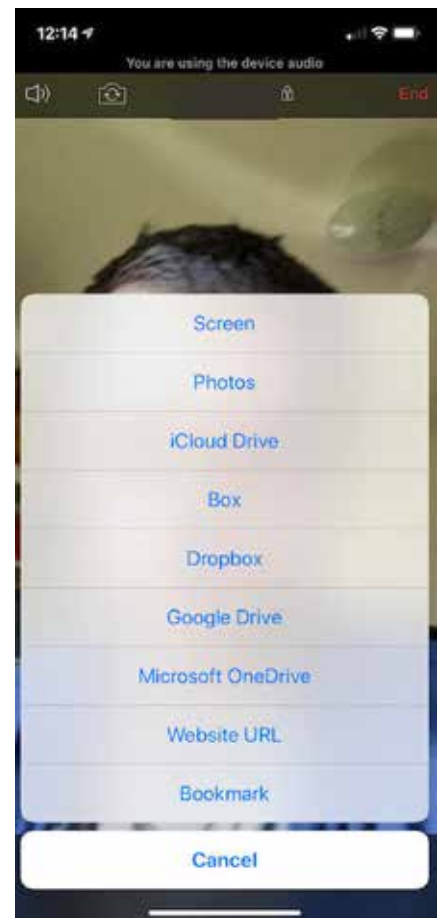 12:14
You are using the device audio
End
Screen
Photos
iCloud Drive
Box
Dropbox
Google Drive
Microsoft OneDrive
Website URL
Bookmark
Cancel